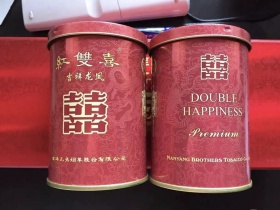 紅雙喜
吉祥龙凤
囍
囍
DOUBLE
HAPPINESS
Premium
NANYANG BROTHERS TOBACCO